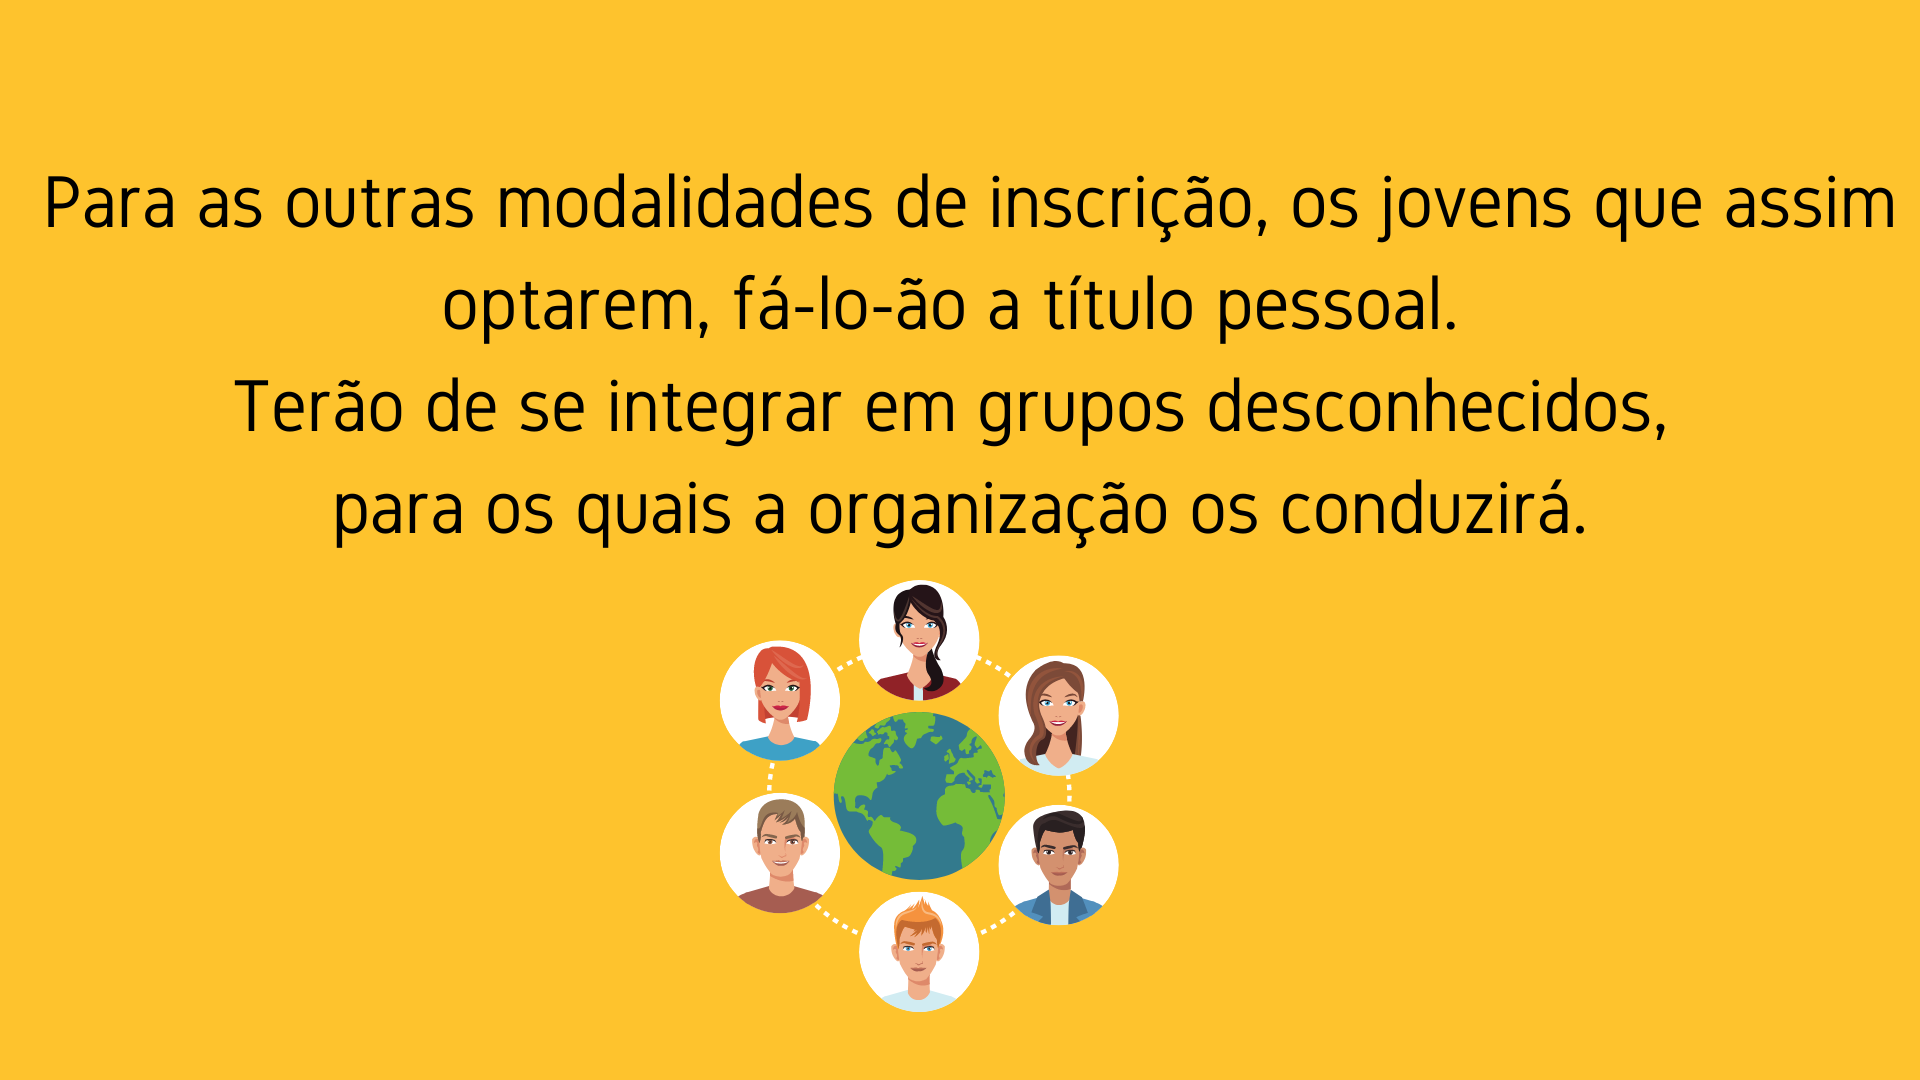 Para as outras modalidades de inscrição, os jovens que assim
optarem, fá-lo-ão a título pessoal.
Terão de se integrar em grupos desconhecidos,
para os quais a organização os conduzirá.